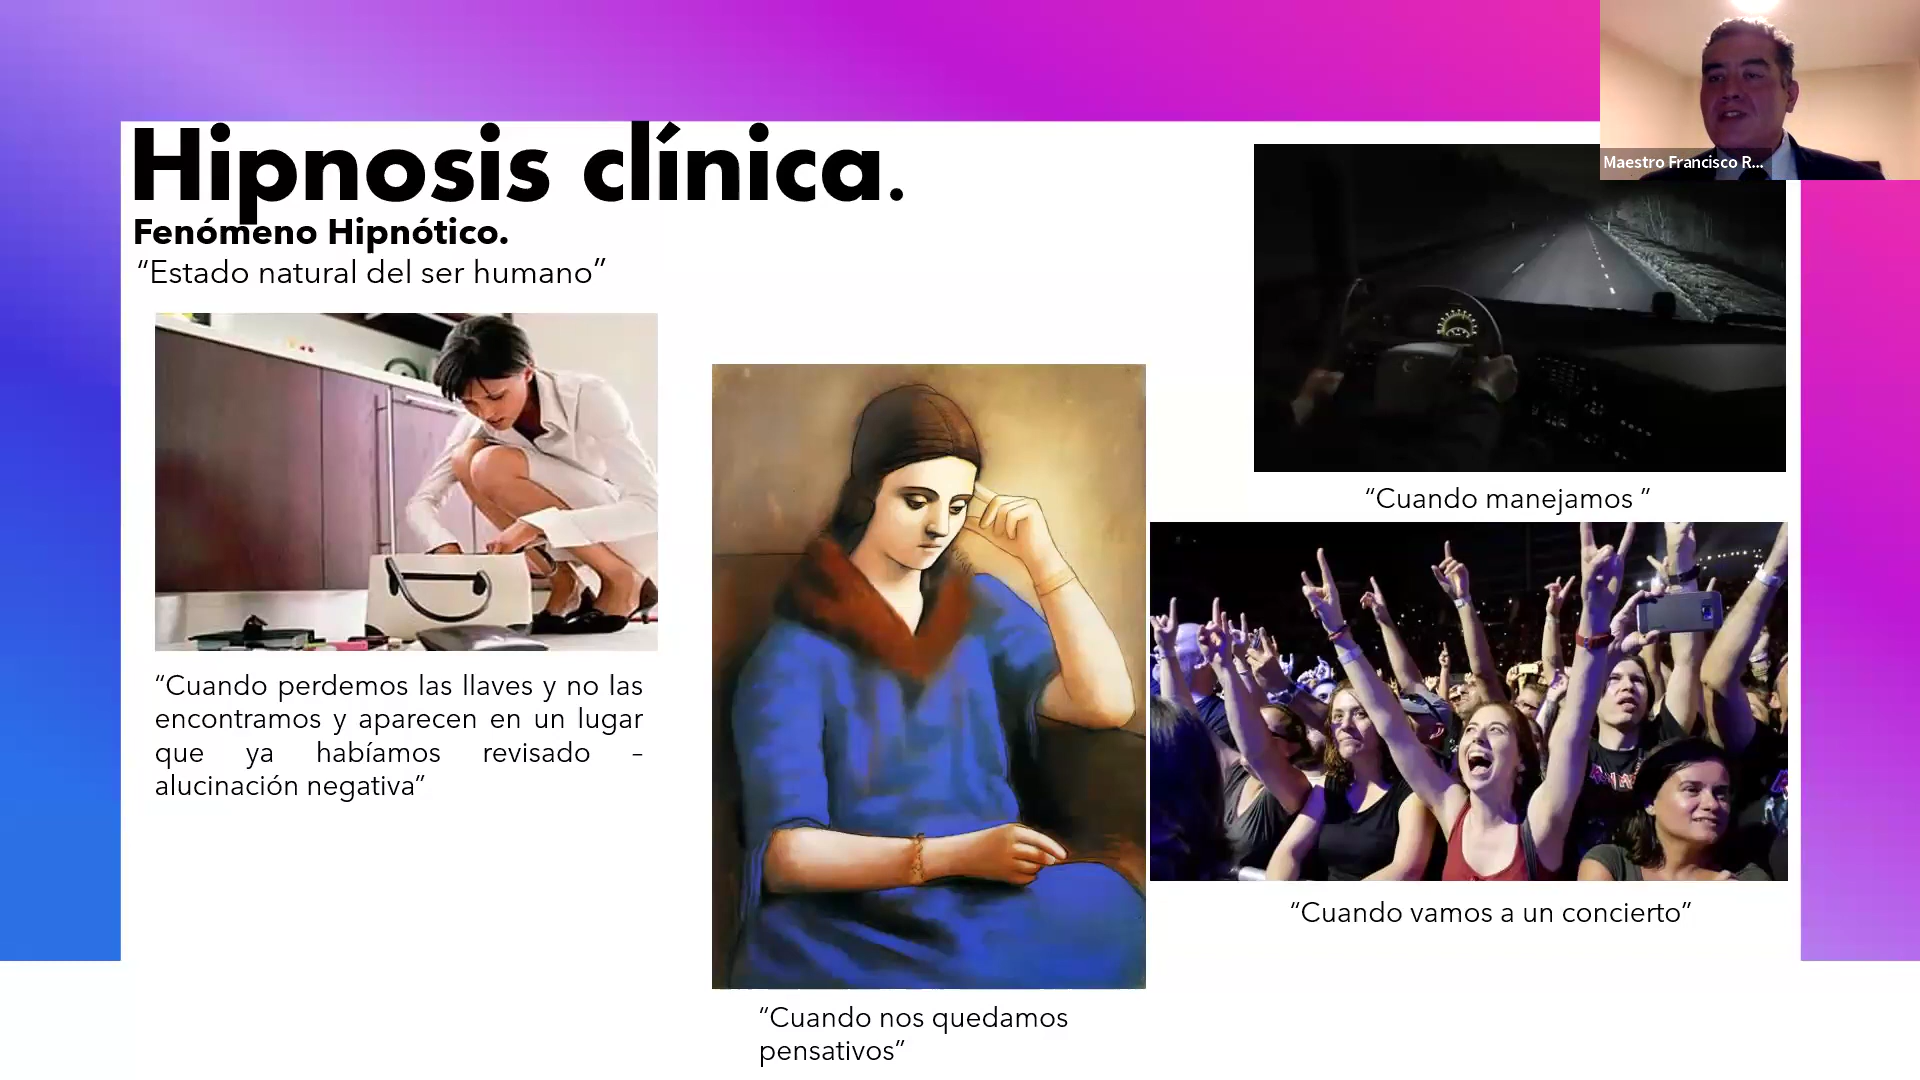 Hipnosis clínica.
Fenómeno Hipnótico.
“Estado natural del ser humano”
“Cuando perdemos las llaves y no las
encontramos y aparecen en un lugar
que ya habíamos revisado –
alucinación negativa”
“Cuando nos quedamos
pensativos”
Maestro Francisco R...
“Cuando manejamos ”
“Cuando vamos a un concierto”